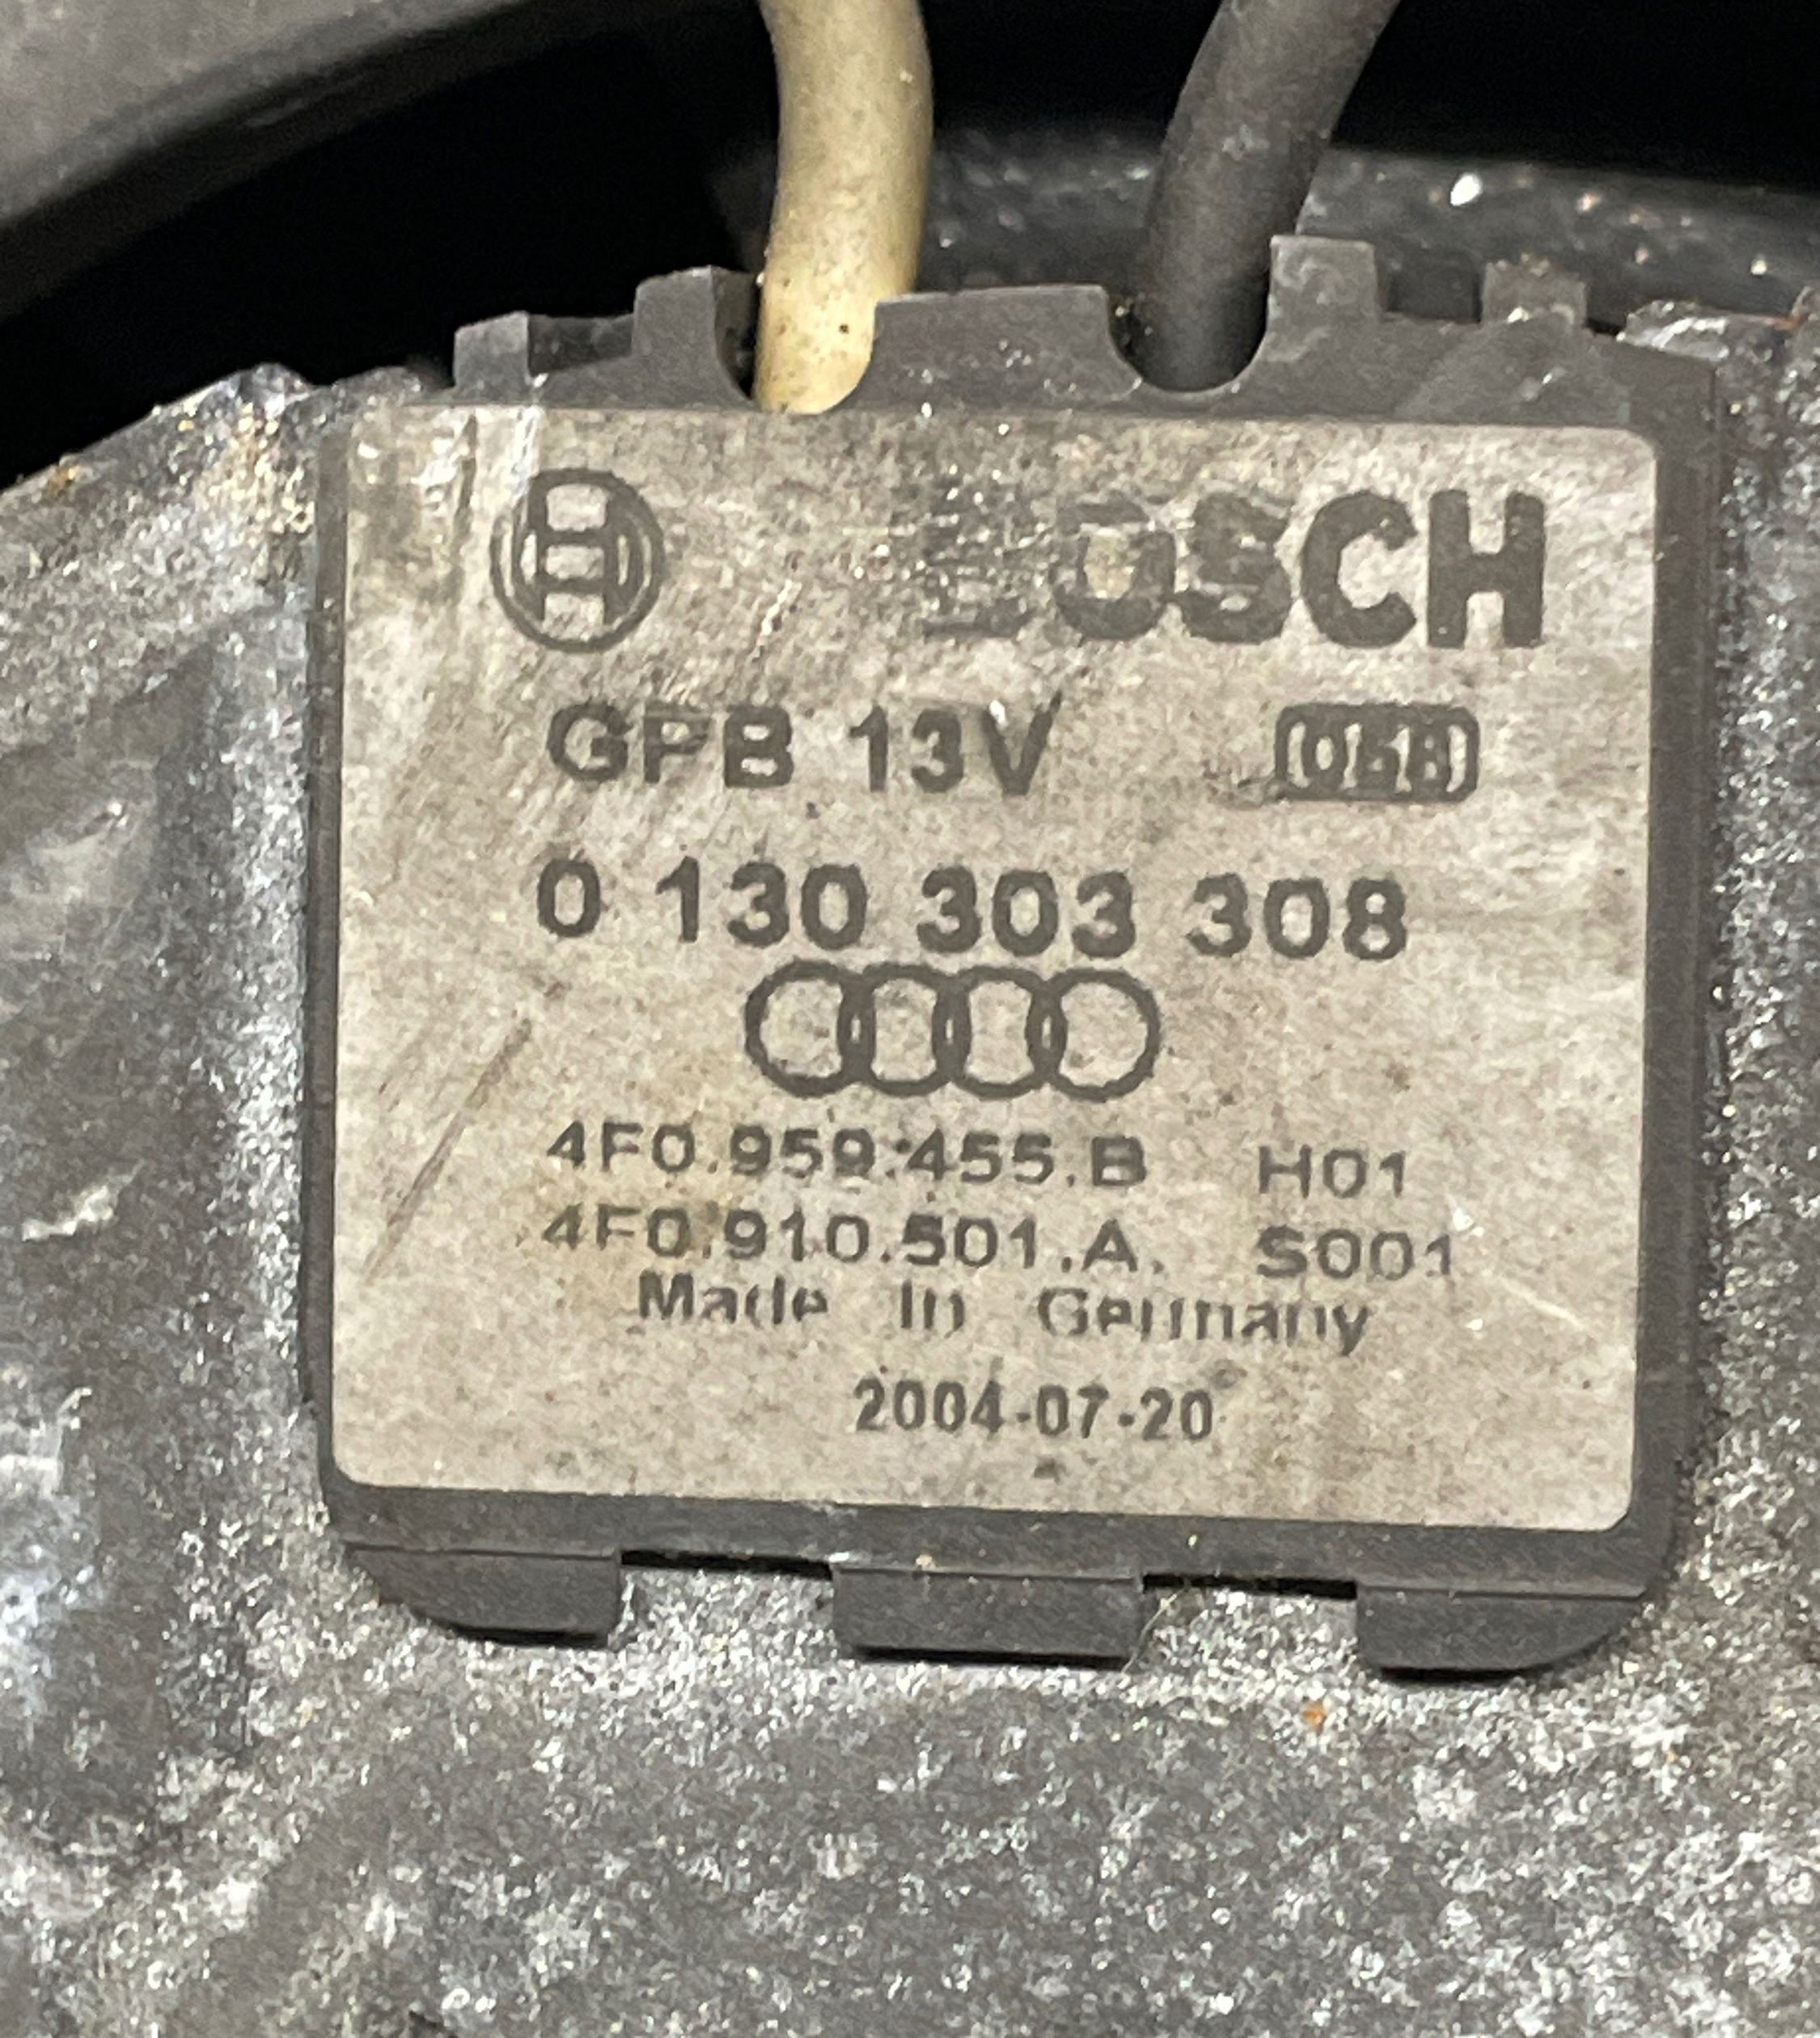 BOSCH
GPB 13V
0 130 303 308
4F0.959.455.B H01
4F0.910.501.A. S001
Made In Germany
2004-07-20